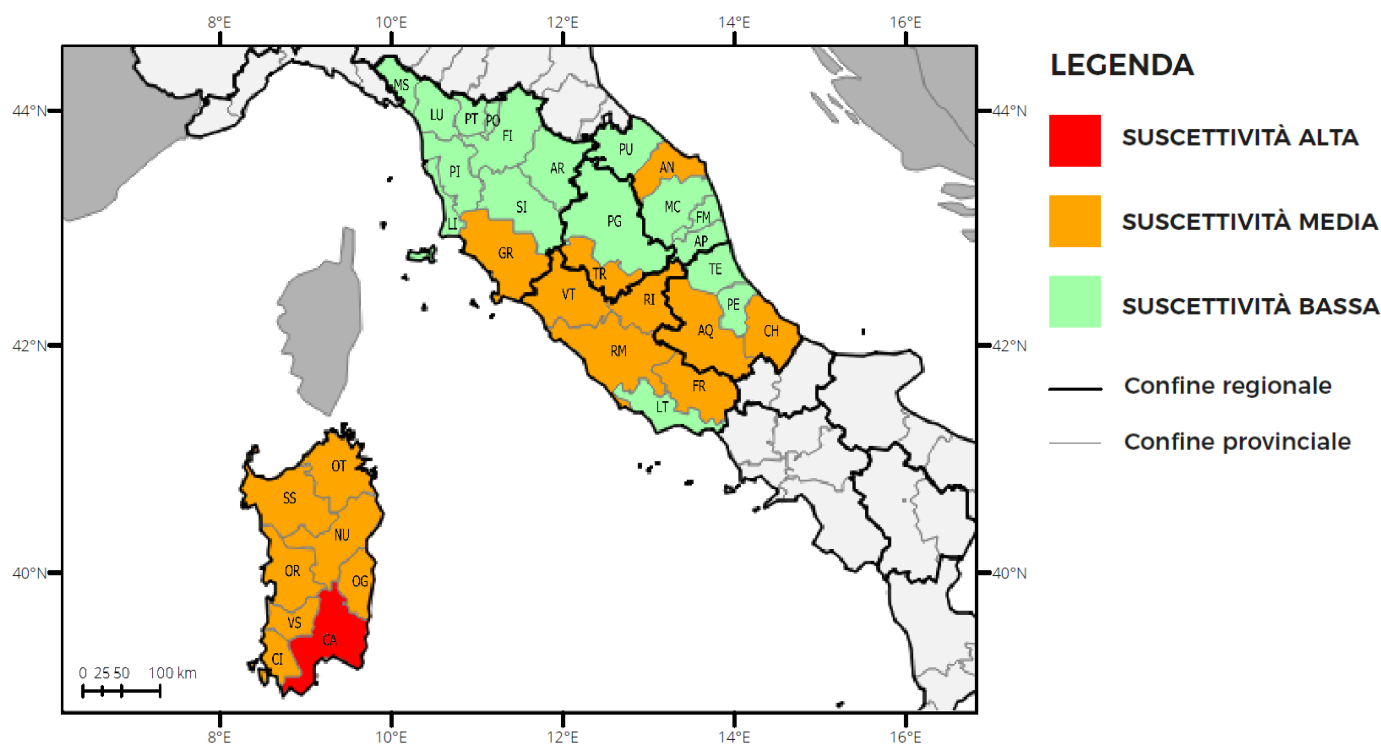 8°E 10°E 12°E 14°E 16°E
44°N 44°N
42°N 42°N
40°N 40°N
MS
LU PT PO
FI
PU
PI AR AN
SI PG MC
FM
LI AP
GR TR TE
VT RI PE
RM AQ CH
FR
LT
OT
SS
NU
OR OG
VS
CA
CI
0 25 50 100 km
8°E 10°E 12°E 14°E 16°E
LEGENDA
SUSCETTIVITÀ ALTA
SUSCETTIVITÀ MEDIA
SUSCETTIVITÀ BASSA
Confine regionale
Confine provinciale